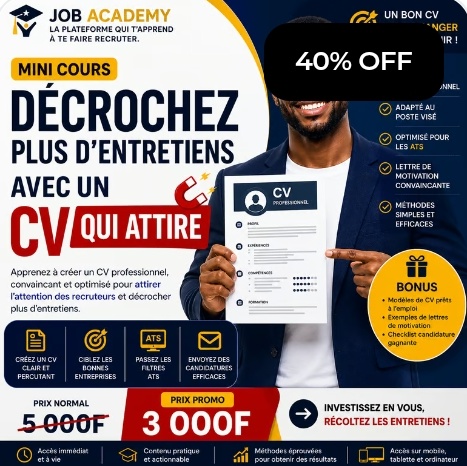 JOB ACADEMY
LA PLATEFORME QUI T'APPREND
À TE FAIRE RECRUTER.
MINI COURS
DÉCROCHEZ
PLUS D'ENTRETIENS
AVEC UN
CV QUI ATTIRE
Apprenez à créer un CV professionnel,
convaincant et optimisé pour attirer
l'attention des recruteurs et décrocher
plus d'entretiens.
UN BON CV
40% OFF
ADAPTÉ AU
POSTE VISÉ
OPTIMISÉ POUR
LES ATS
LETTRE DE
MOTIVATION
CONVAINCANTE
MÉTHODES
SIMPLES ET
EFFICACES
CV
PROFESSIONNEL
PROFIL
EXPÉRIENCES
COMPÉTENCES
FORMATION
BONUS
• Modèles de CV prêts
à l'emploi
• Exemples de lettres
de motivation
• Checklist candidature
gagnante
CRÉEZ UN CV
CLAIR ET
PERCUTANT
CIBLEZ LES
BONNES
ENTREPRISES
ATS
PASSEZ LES
FILTRES
ATS
ENVOYEZ DES
CANDIDATURES
EFFICACES
PRIX NORMAL
5 000F
PRIX PROMO
3 000F
INVESTISSEZ EN VOUS,
RÉCOLTEZ LES ENTRETIENS !
Accès immédiat
et à vie
Contenu pratique
et actionnable
Méthodes éprouvées
pour obtenir des résultats
Accès sur mobile,
tablette et ordinateur